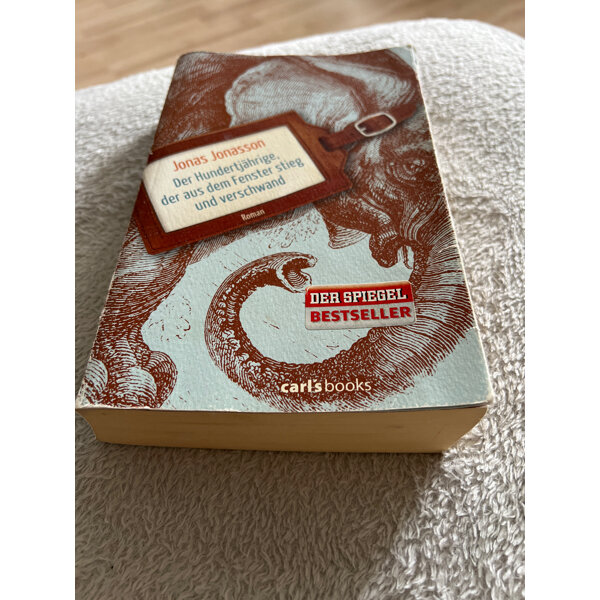 Jonas Jonasson
Der Hundertjährige,
der aus dem Fenster stieg
und verschwand
Roman
DER SPIEGEL
BESTSELLER
carl's books